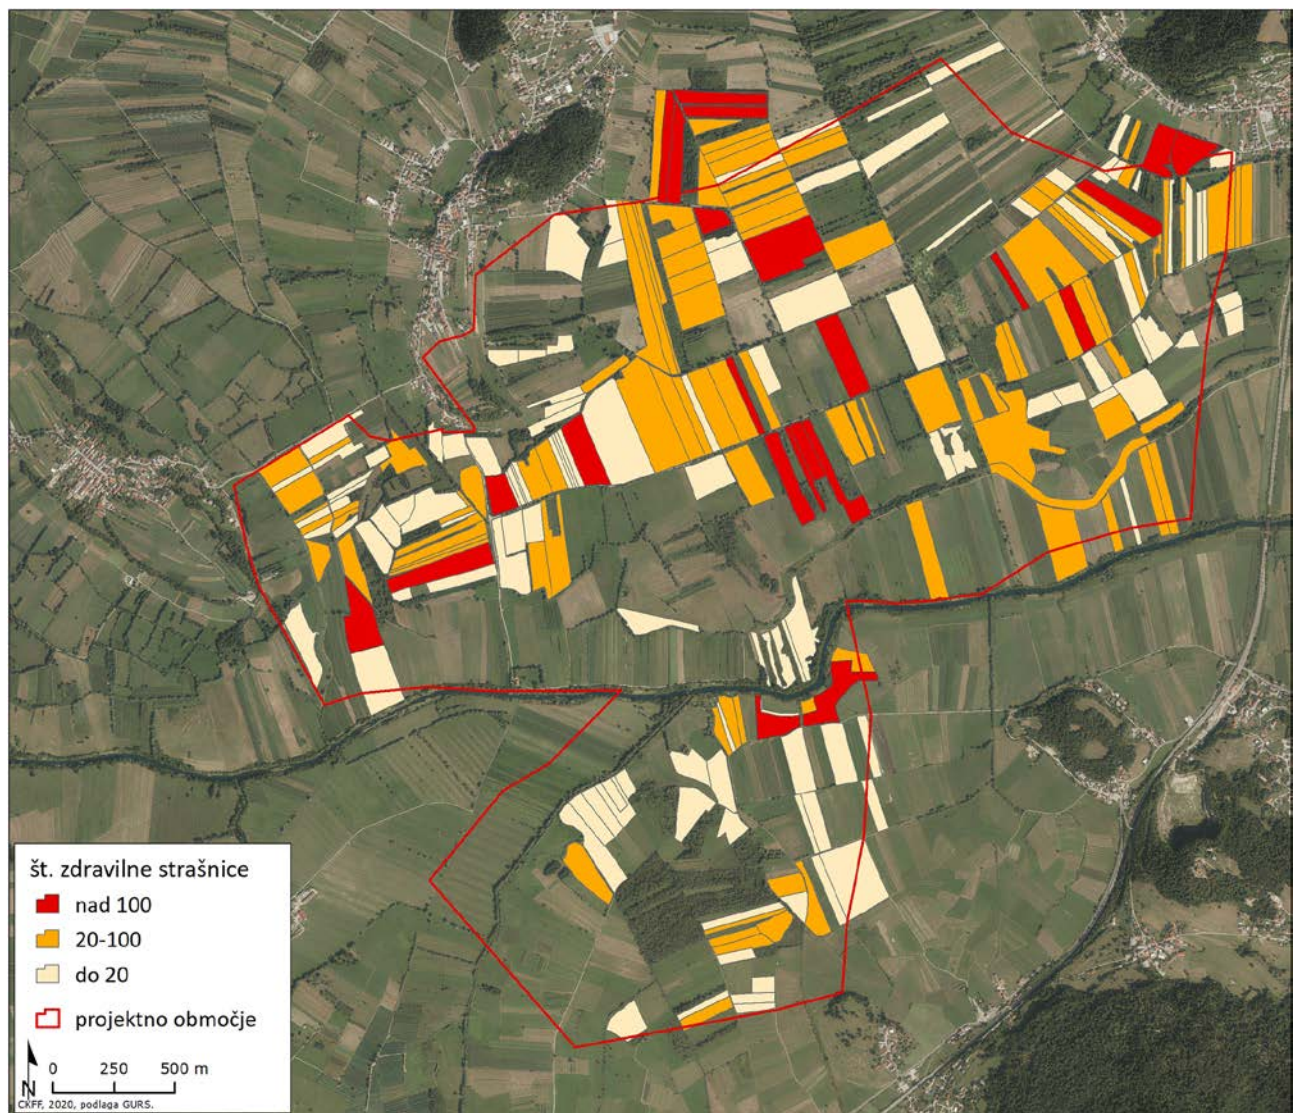 št. zdravilne strašnice
nad 100
20-100
do 20
projektno območje
0 250 500 m
N
CKFF, 2020, podlaga GURS.